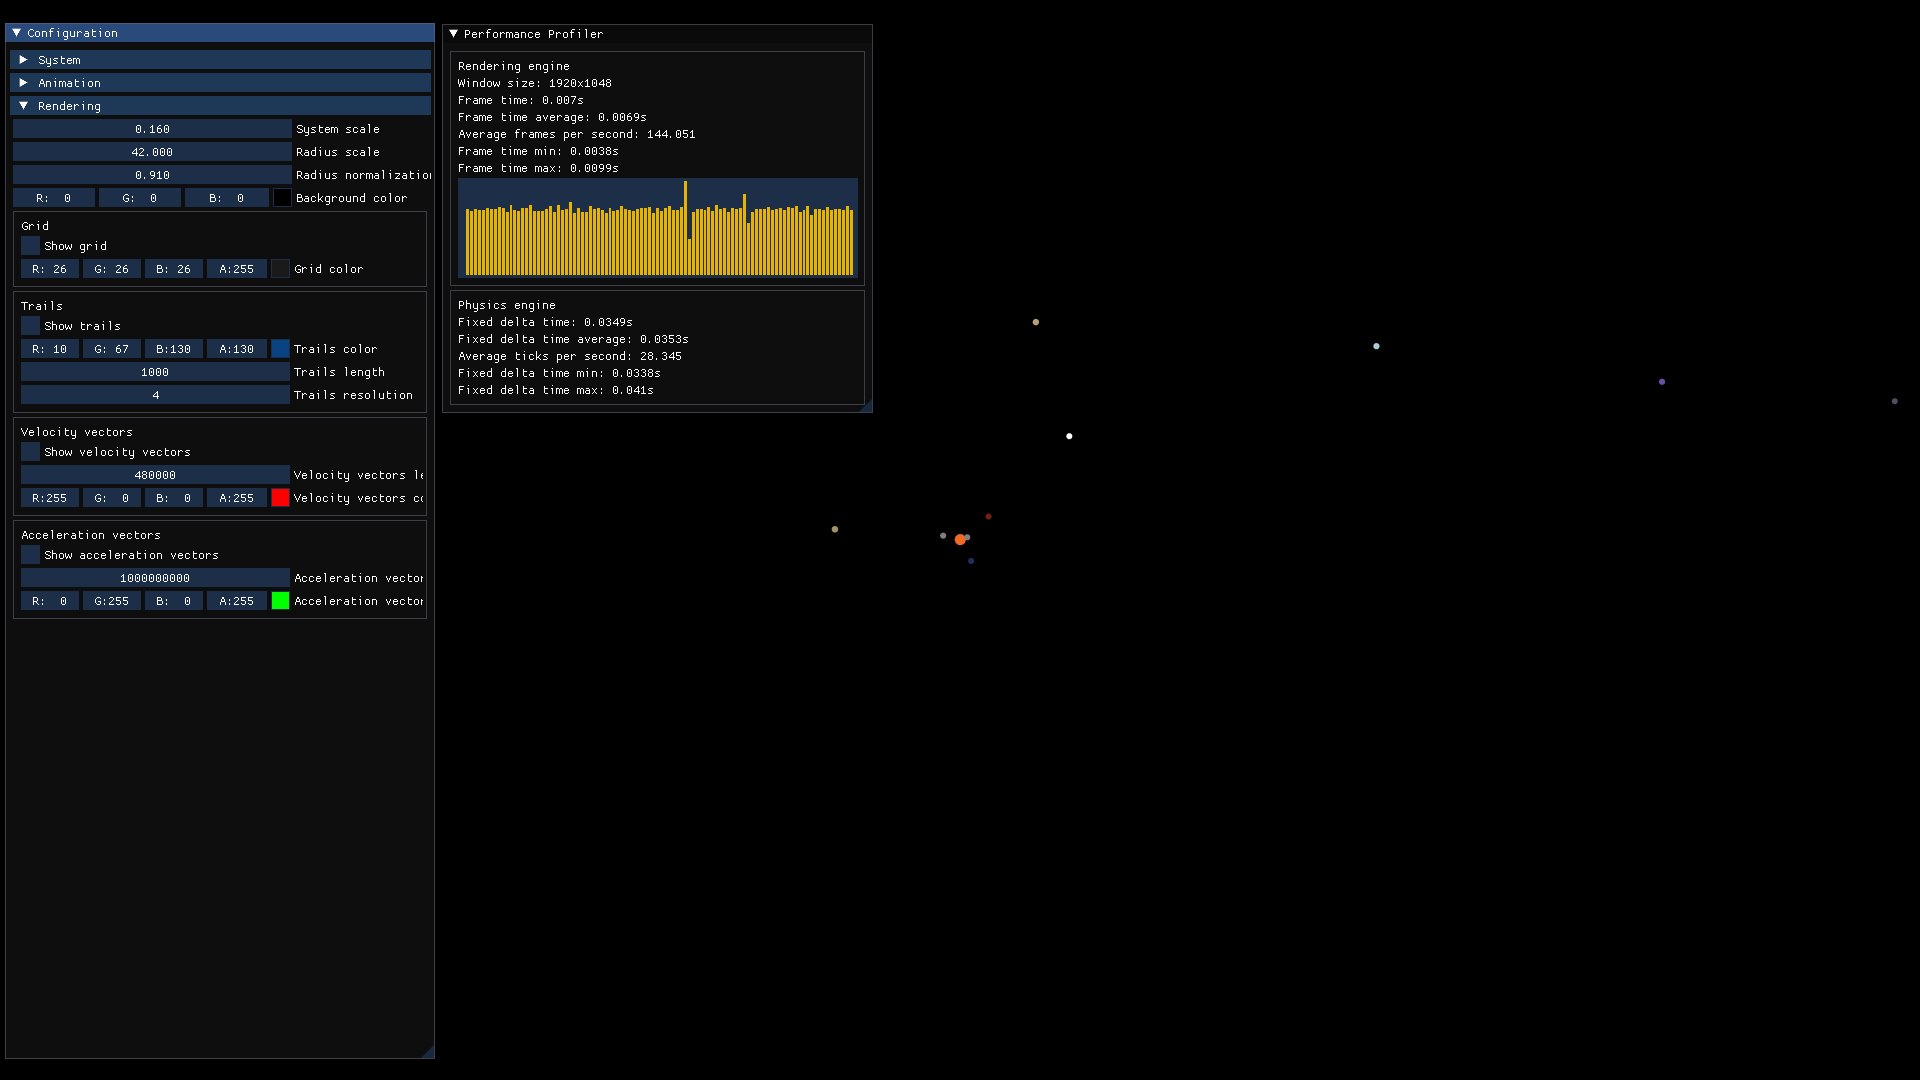 Configuration
System
Animation
Rendering
0.160 System scale
42.000 Radius scale
0.910 Radius normalizatio
R: 0 G: 0 B: 0 Background color
Grid
Show grid
R: 26 G: 26 B: 26 A:255 Grid color
Trails
Show trails
R: 10 G: 67 B:130 A:130 Trails color
1000 Trails length
4 Trails resolution
Velocity vectors
Show velocity vectors
480000 Velocity vectors le
R:255 G: 0 B: 0 A:255 Velocity vectors co
Acceleration vectors
Show acceleration vectors
1000000000 Acceleration vector
R: 0 G:255 B: 0 A:255 Acceleration vector
Performance Profiler
Rendering engine
Window size: 1920x1048
Frame time: 0.007s
Frame time average: 0.0069s
Average frames per second: 144.051
Frame time min: 0.0038s
Frame time max: 0.0099s
Physics engine
Fixed delta time: 0.0349s
Fixed delta time average: 0.0353s
Average ticks per second: 28.345
Fixed delta time min: 0.0338s
Fixed delta time max: 0.041s